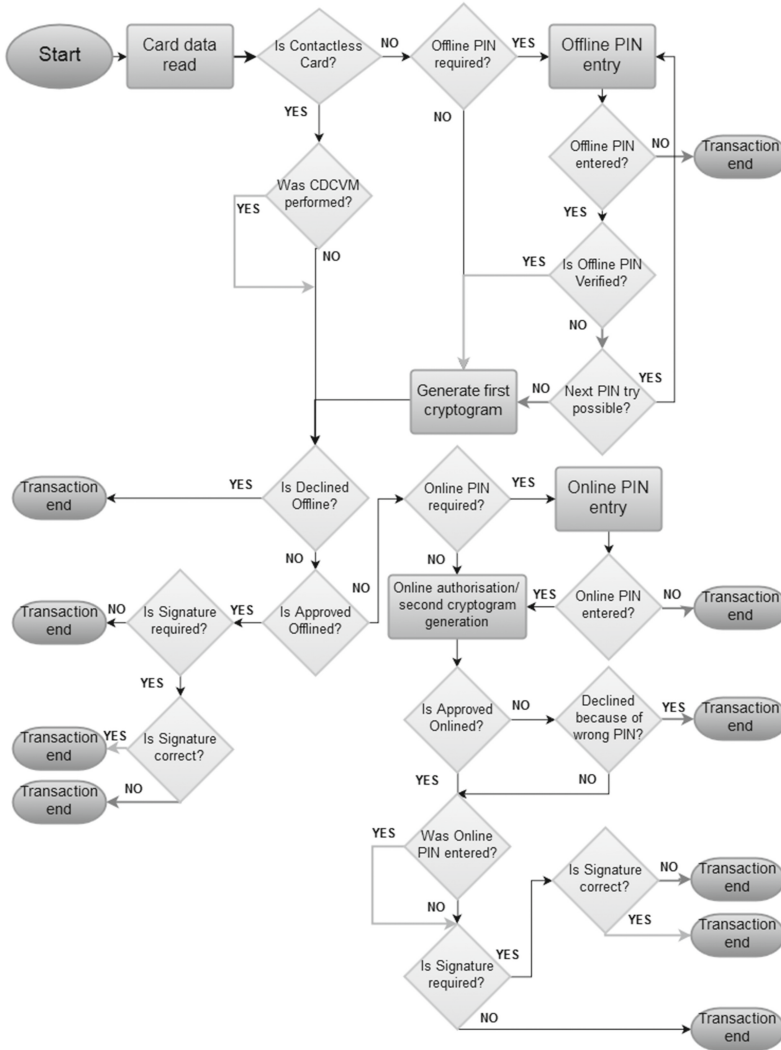 Start
Card data
read
Is Contactless
Card?
NO
Offline PIN
required?
YES
Offline PIN
entry
YES
NO
Offline PIN
entered?
NO
Transaction
end
Was CDCVM
performed?
YES
NO
YES
YES
Is Offline PIN
Verified?
NO
Generate first
cryptogram
NO
Next PIN try
possible?
YES
Transaction
end
YES
Is Declined
Offline?
NO
Online PIN
required?
YES
Online PIN
entry
NO
NO
Transaction
end
NO
Is Signature
required?
YES
Is Approved
Offlined?
Online authorisation/
second cryptogram
generation
YES
Online PIN
entered?
NO
Transaction
end
YES
Transaction
end
YES
Is Signature
correct?
NO
Transaction
end
Is Approved
Onlined?
NO
Declined
because of
wrong PIN?
YES
Transaction
end
YES
NO
Was Online
PIN entered?
YES
NO
Is Signature
required?
YES
Is Signature
correct?
NO
Transaction
end
YES
Transaction
end
NO
Transaction
end